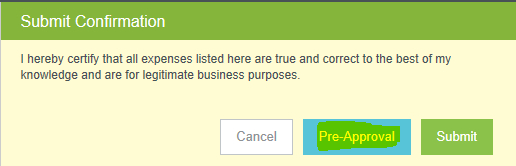 Submit Confirmation
I hereby certify that all expenses listed here are true and correct to the best of my
knowledge and are for legitimate business purposes.
Cancel Pre-Approval Submit